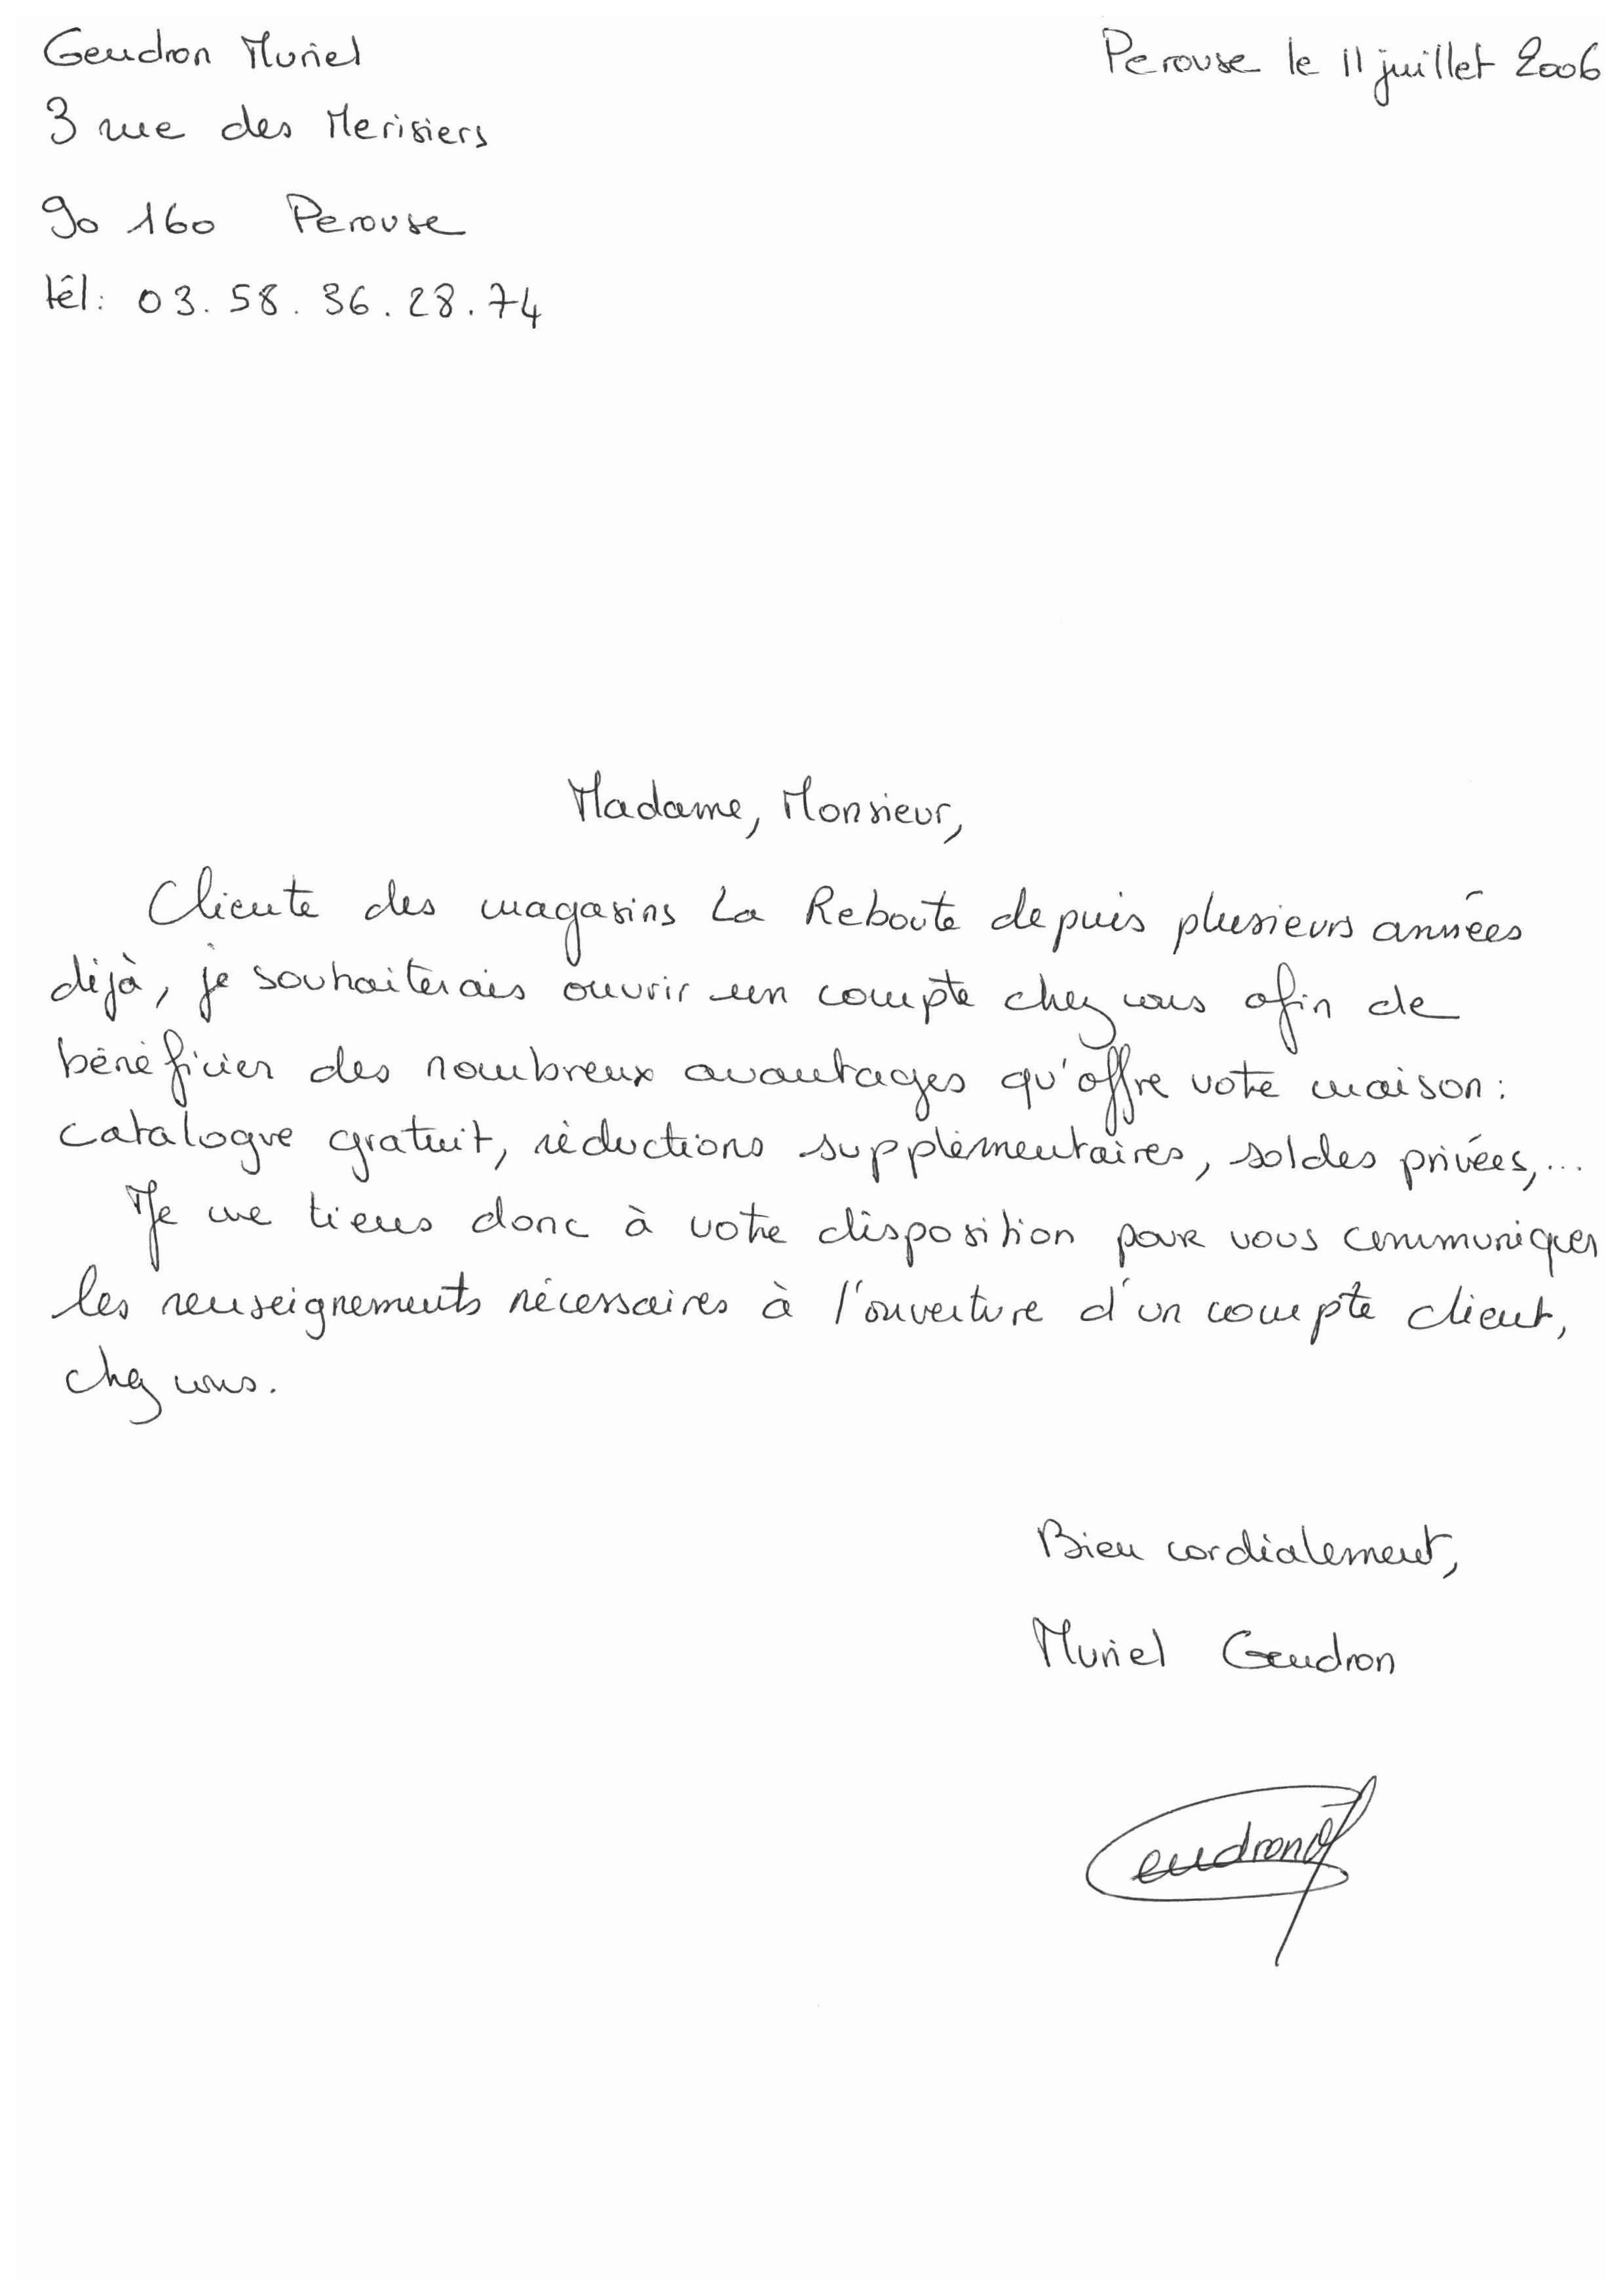 Gendron Muriel
Perouse le 11 juillet 2006
3 rue des Merisiers
90 160 Perouse
tél: 03.58.36.28.74
Madame, Monsieur,
Cliente des magasins La Reboute depuis plusieurs années
déjà, je souhaiterais ouvrir un compte chez vous afin de
bénéficier des nombreux avantages qu'offre votre maison:
catalogue gratuit, réductions supplémentaires, soldes privées,...
Je me tiens donc à votre disposition pour vous communiquer
les renseignements nécessaires à l'ouverture d'un compte client,
chez vous.
Bien cordialement,
Muriel Gendron
Gendron